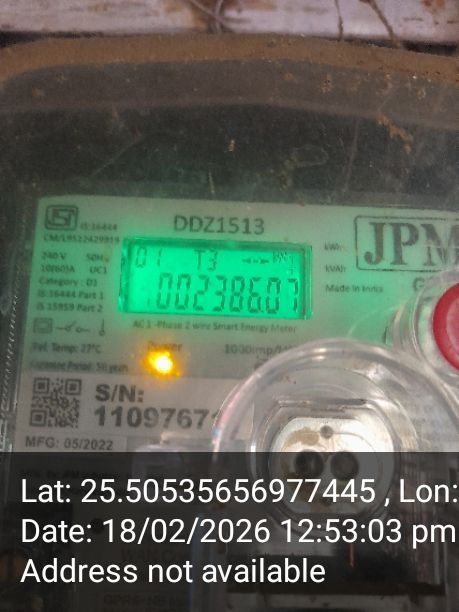 IS 16444
CM/L9512429919
DDZ1513
JPM
240 V 50H
10(60)A UC1
Category : D1
IS:16444 Part 1
IS 15959 Part 2
01 T3
00238607
kWh
kVAh
Made in India
AC 1 -Phase 2 wire Smart Energy Meter
Ref. Temp: 27°C
Power
S/N:
1109767
MFG: 05/2022
Lat: 25.50535656977445 , Lon:
Date: 18/02/2026 12:53:03 pm
Address not available